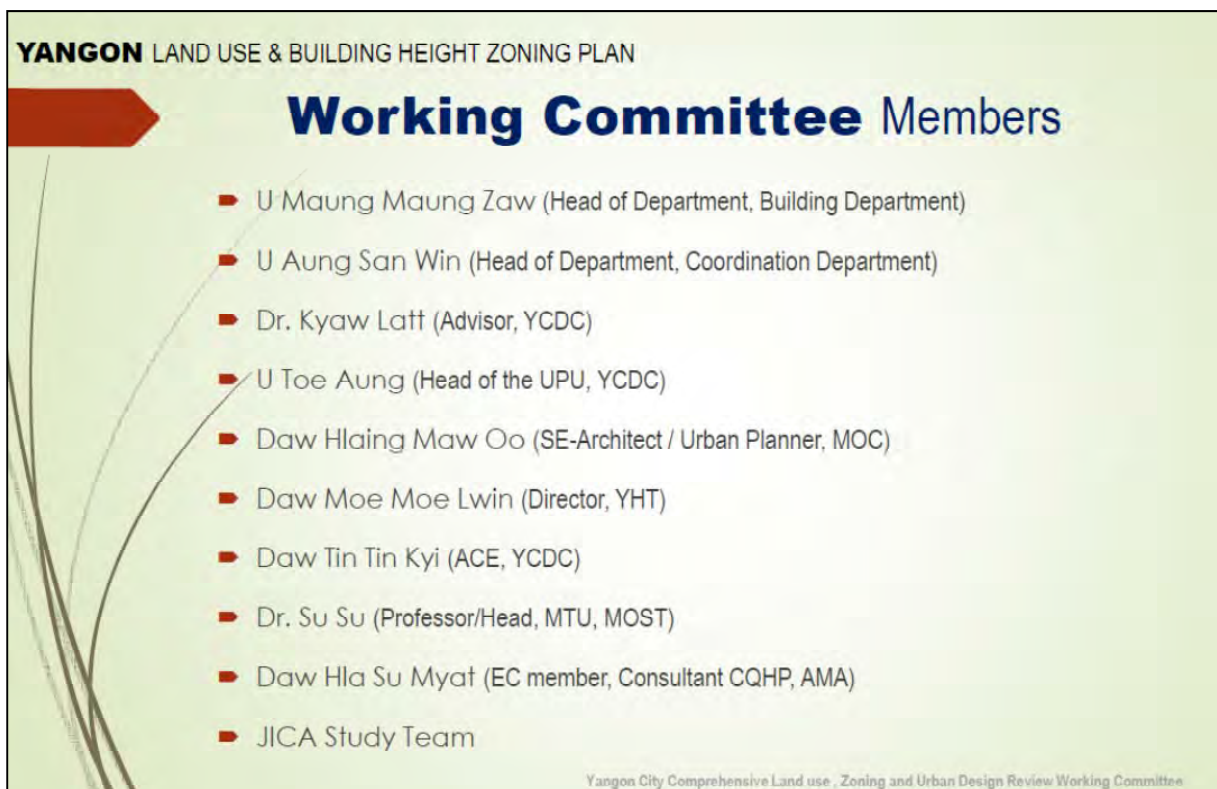 YANGON LAND USE & BUILDING HEIGHT ZONING PLAN
Working Committee Members
U Maung Maung Zaw (Head of Department, Building Department)
U Aung San Win (Head of Department, Coordination Department)
Dr. Kyaw Latt (Advisor, YCDC)
U Toe Aung (Head of the UPU, YCDC)
Daw Hlaing Maw Oo (SE-Architect / Urban Planner, MOC)
Daw Moe Moe Lwin (Director, YHT)
Daw Tin Tin Kyi (ACE, YCDC)
Dr. Su Su (Professor/Head, MTU, MOST)
Daw Hla Su Myat (EC member, Consultant CQHP, AMA)
JICA Study Team
Yangon City Comprehensive Land use , Zoning and Urban Design Review Working Committee